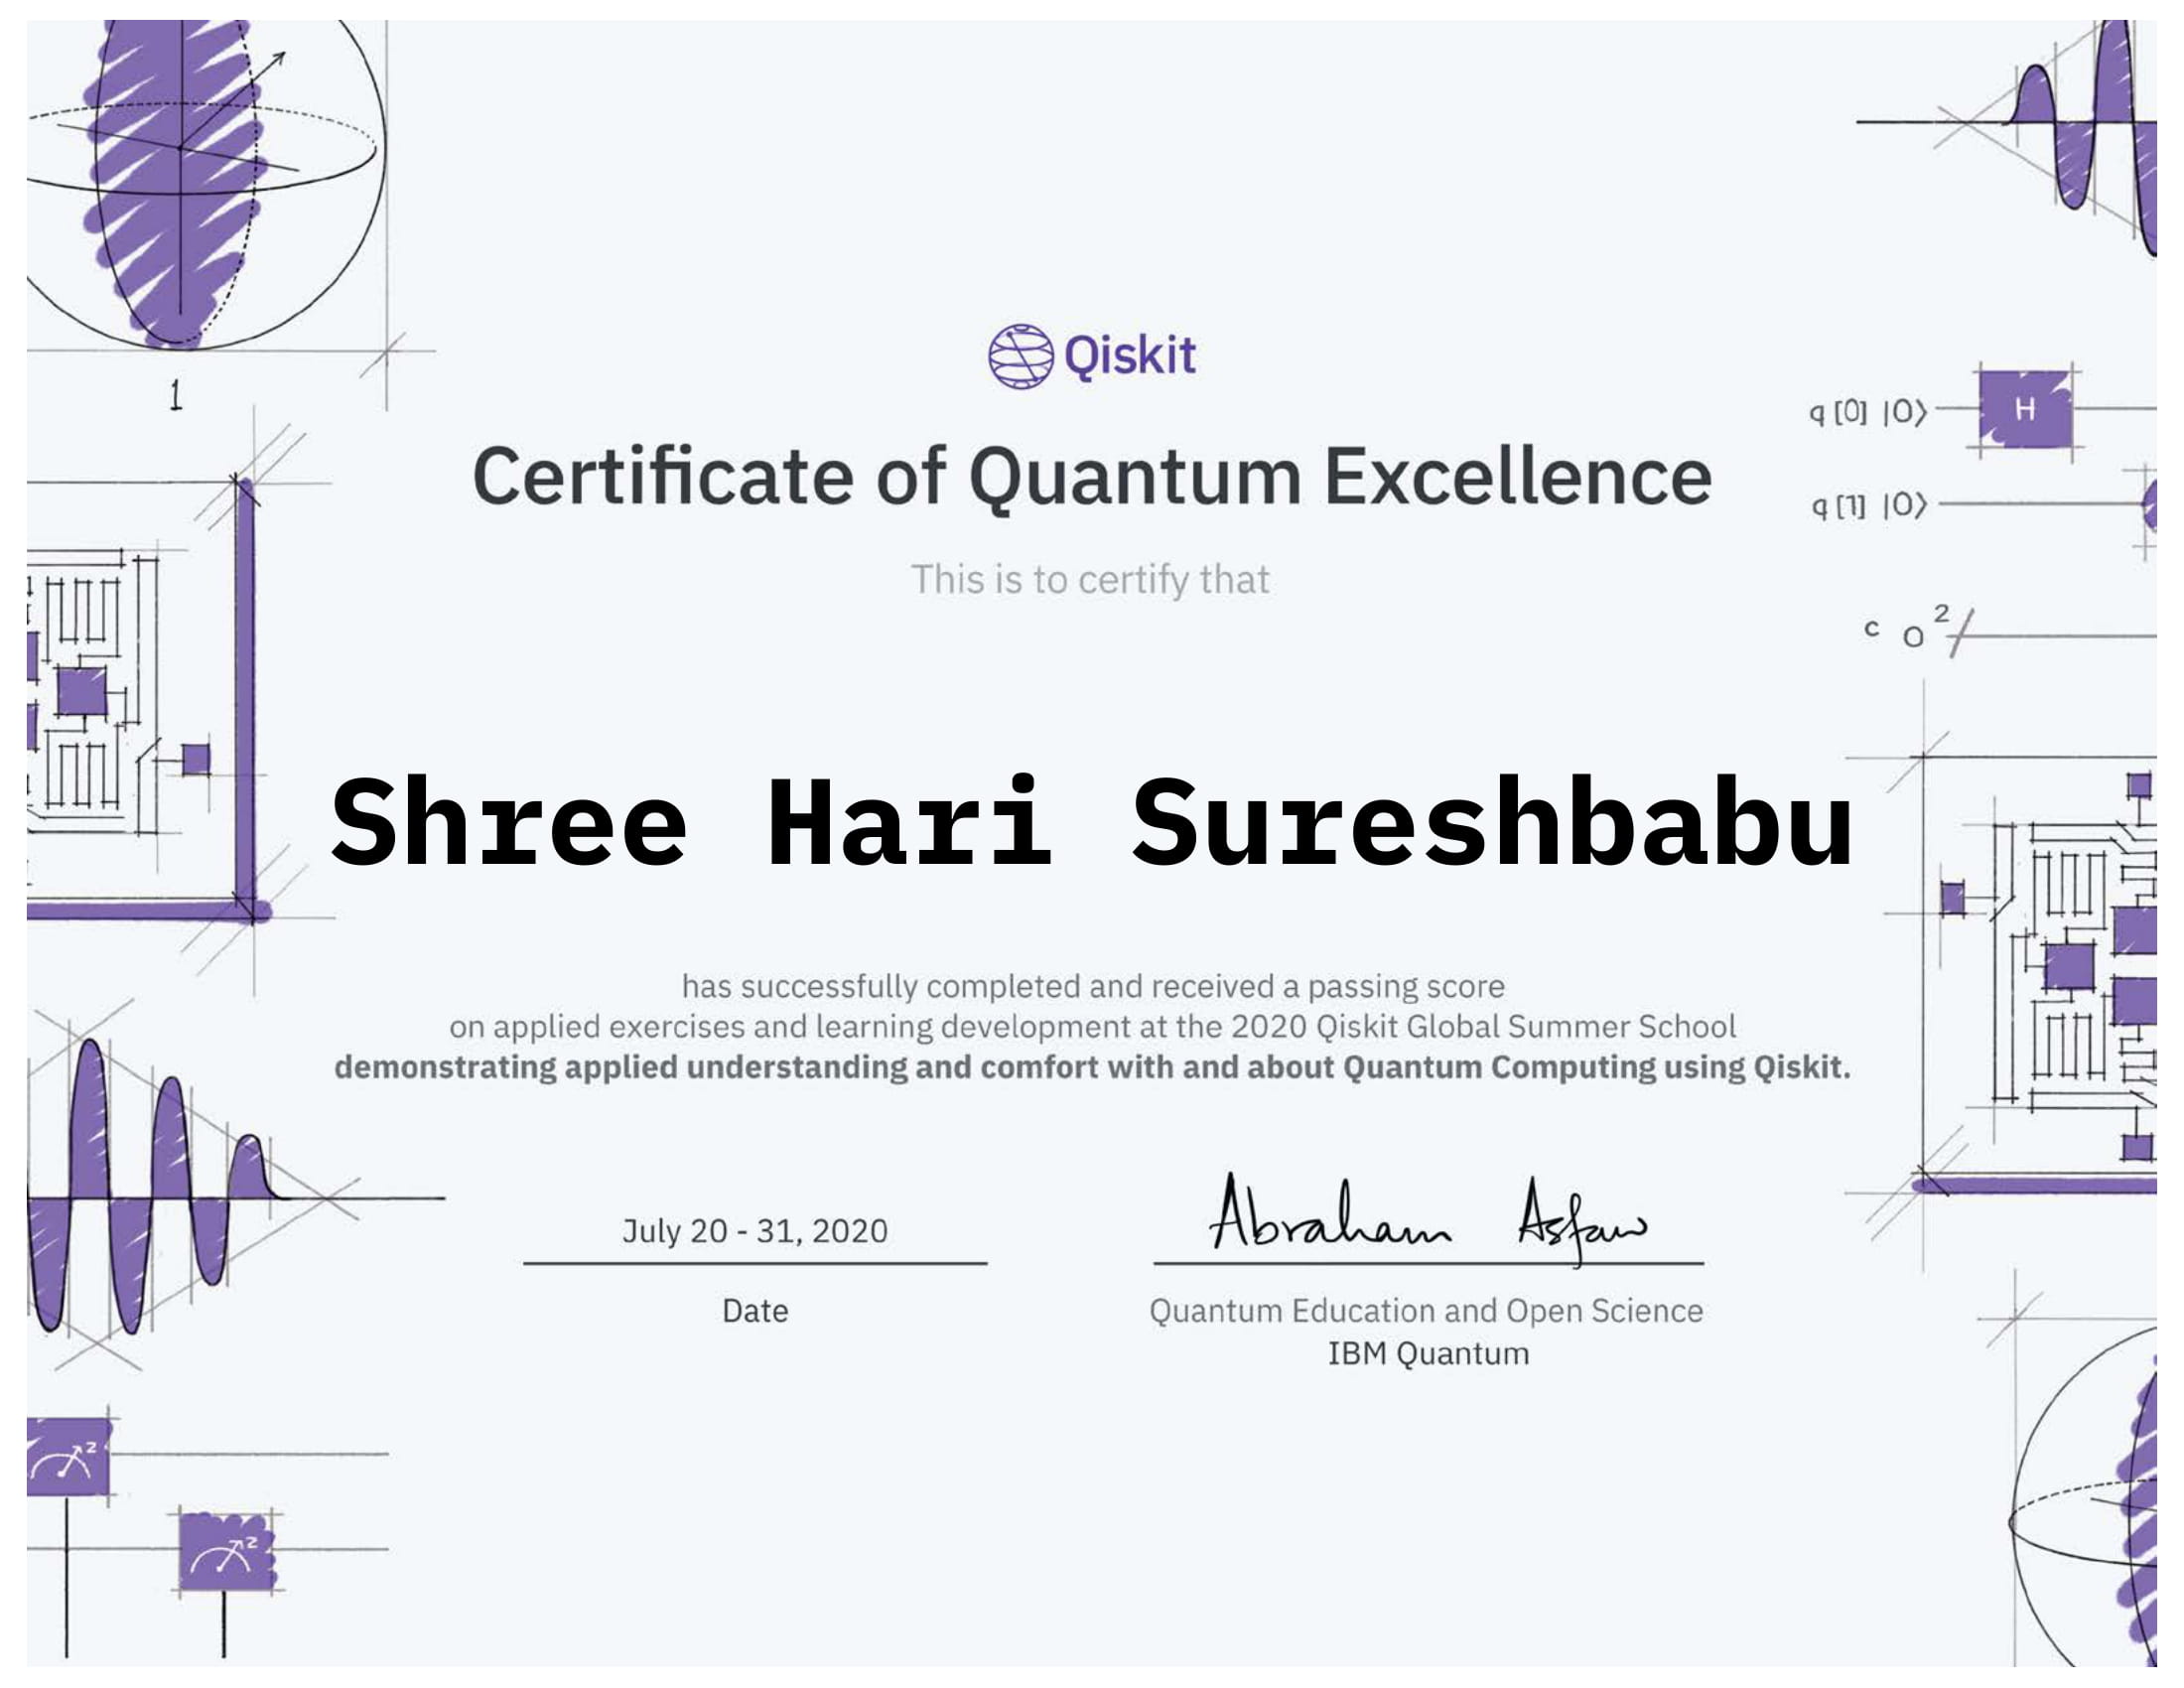 Qiskit
Certificate of Quantum Excellence
This is to certify that
Shree Hari Sureshbabu
has successfully completed and received a passing score
on applied exercises and learning development at the 2020 Qiskit Global Summer School
demonstrating applied understanding and comfort with and about Quantum Computing using Qiskit.
July 20 - 31, 2020
Date
Abraham Asfaw
Quantum Education and Open Science
IBM Quantum
1
q [0] |0⟩ H
q [1] |0⟩
c 0 2
z
z